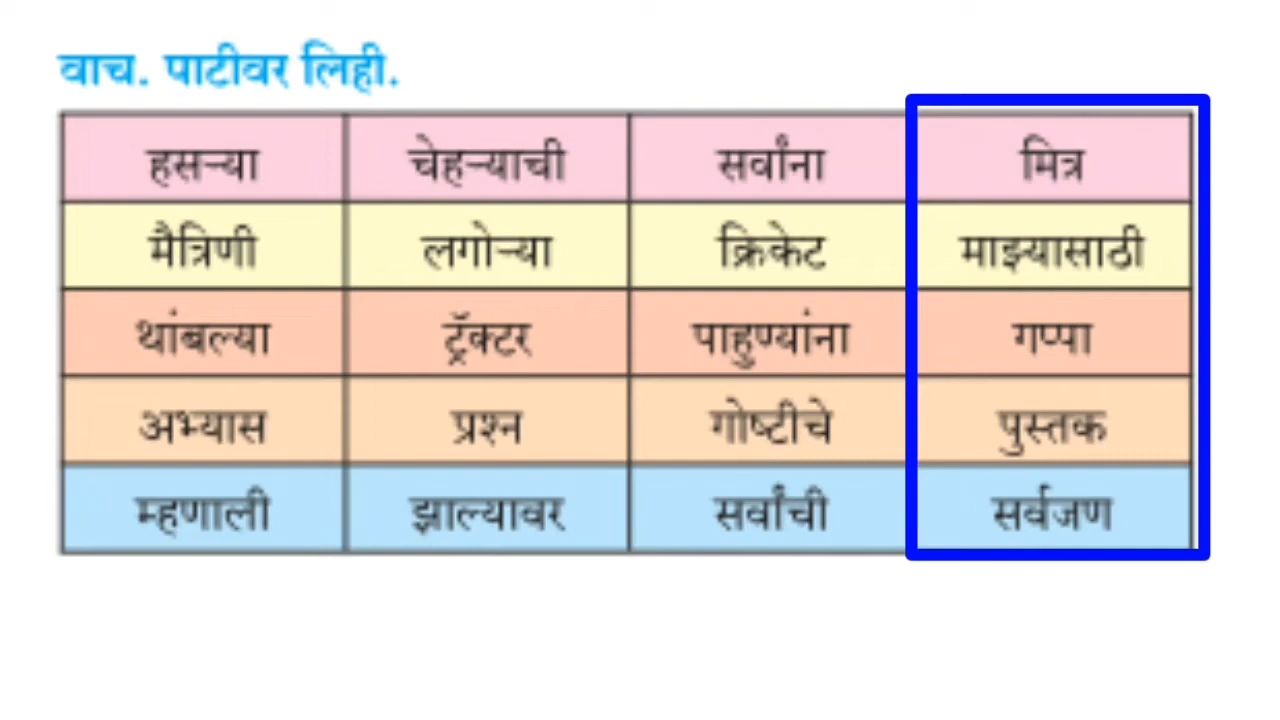 वाच. पाटीवर लिही.
हसऱ्या चेहऱ्याची सर्वांना मित्र
मैत्रिणी लगोऱ्या क्रिकेट माझ्यासाठी
थांबल्या ट्रॅक्टर पाहुण्यांना गप्पा
अभ्यास प्रश्न गोष्टीचे पुस्तक
म्हणाली झाल्यावर सर्वांची सर्वजण